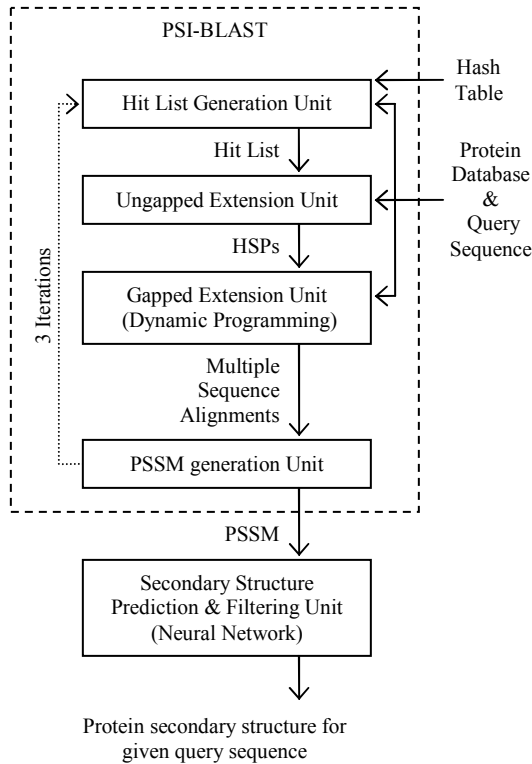 PSI-BLAST
Hash
Table
Hit List Generation Unit
Hit List
Protein
Database
&
Query
Sequence
Ungapped Extension Unit
HSPs
Gapped Extension Unit
(Dynamic Programming)
3 Iterations
Multiple
Sequence
Alignments
PSSM generation Unit
PSSM
Secondary Structure
Prediction & Filtering Unit
(Neural Network)
Protein secondary structure for
given query sequence